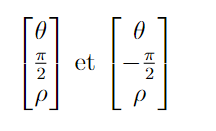 [θ π/2 ρ] et [θ -π/2 ρ]